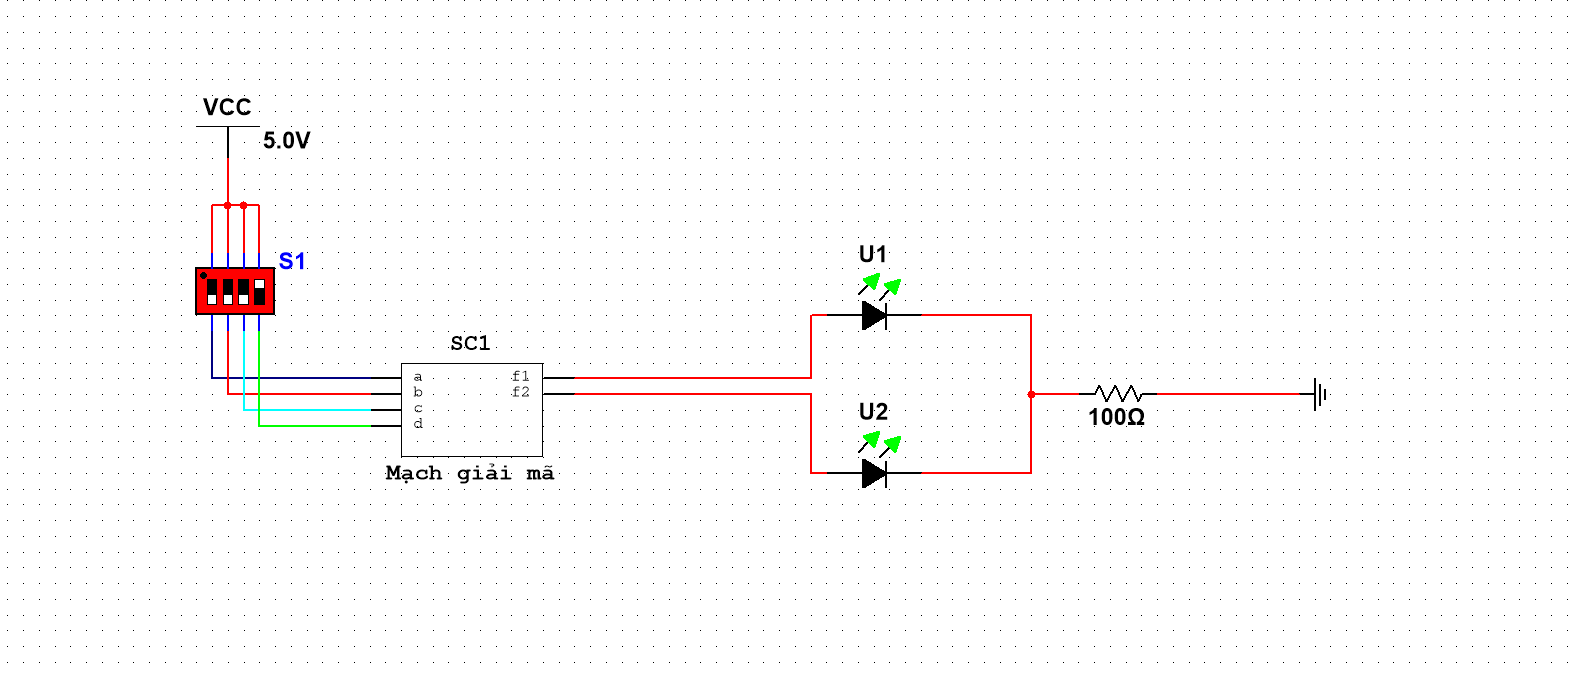 VCC
5.0V
S1
U1
SC1
a
b
c
d
f1
f2
Mạch giải mã
U2
100Ω